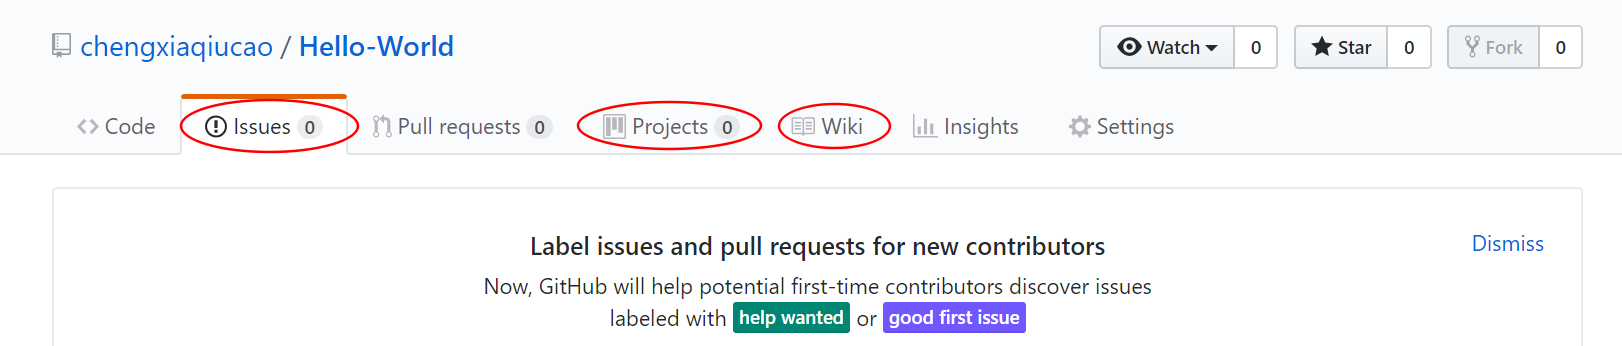 chengxiaqiucao / Hello-World
Watch 0 Star 0 Fork 0
Code Issues 0 Pull requests 0 Projects 0 Wiki Insights Settings
Label issues and pull requests for new contributors
Dismiss
Now, GitHub will help potential first-time contributors discover issues
labeled with help wanted or good first issue